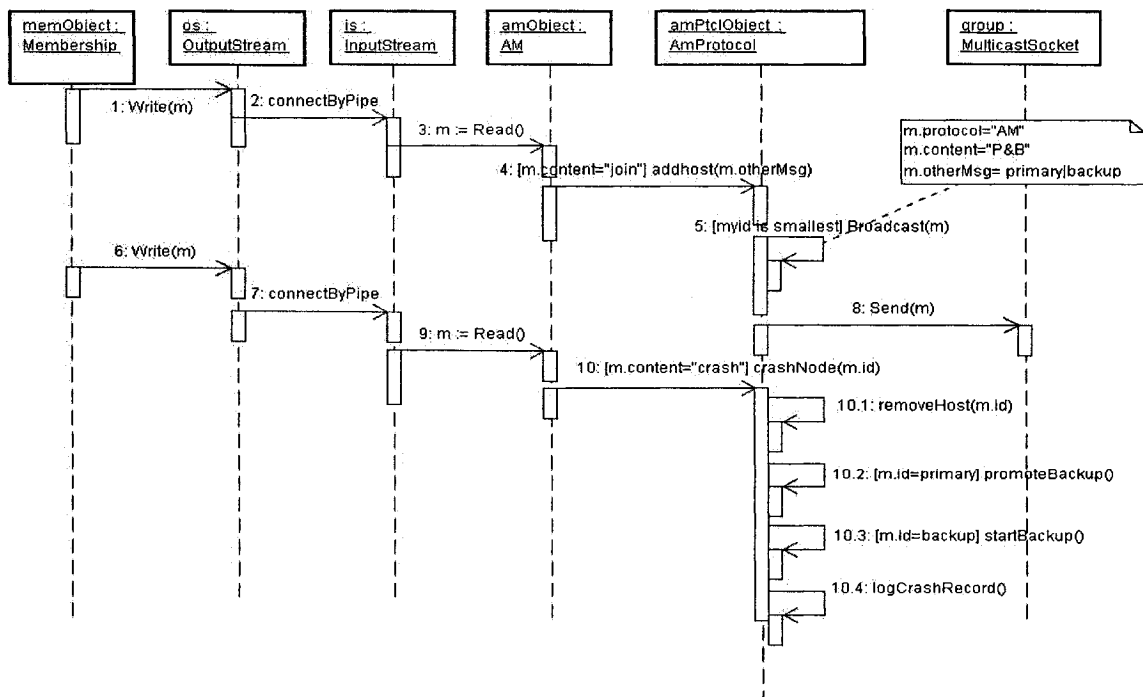 memObject :
Membership
os :
OutputStream
is :
InputStream
amObject :
AM
amPtclObject :
AmProtocol
group :
MulticastSocket
1: Write(m)
2: connectByPipe
3: m := Read()
m.protocol="AM"
m.content="P&B"
m.otherMsg= primary|backup
4: [m.content="join"] addhost(m.otherMsg)
5: [myid is smallest] Broadcast(m)
6: Write(m)
7: connectByPipe
8: Send(m)
9: m := Read()
10: [m.content="crash"] crashNode(m.id)
10.1: removeHost(m.id)
10.2: [m.id=primary] promoteBackup()
10.3: [m.id=backup] startBackup()
10.4: logCrashRecord()